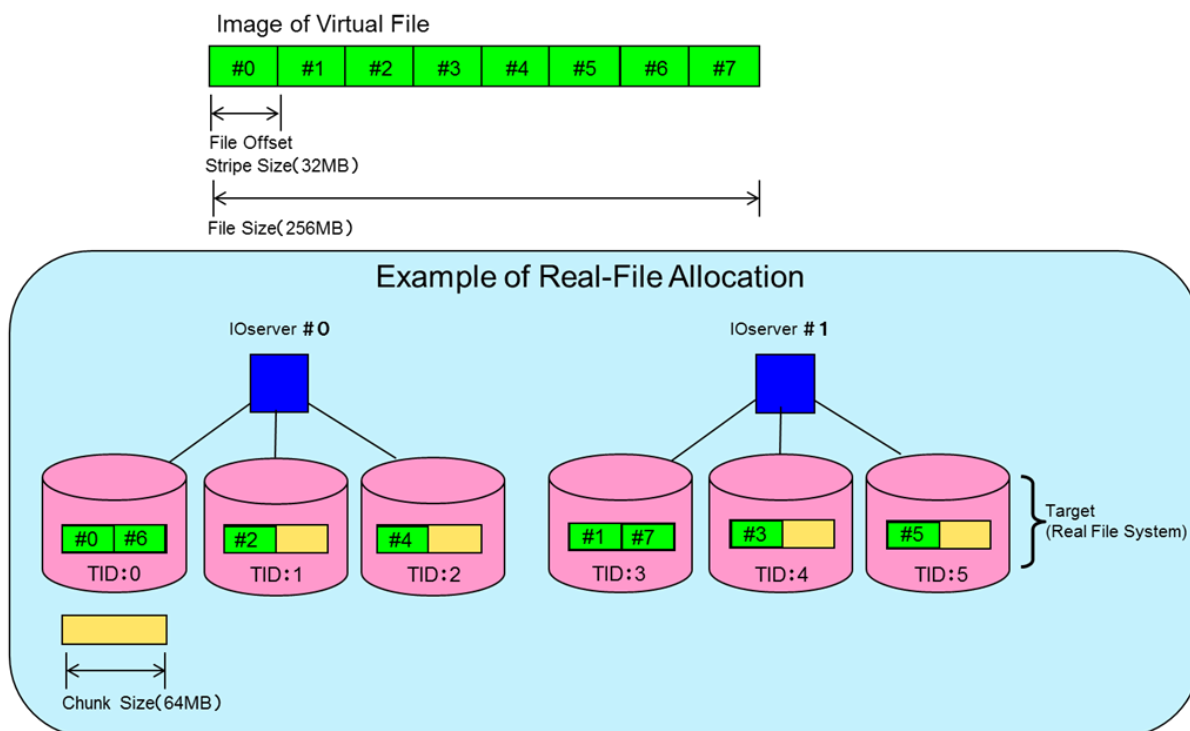 Image of Virtual File
#0 #1 #2 #3 #4 #5 #6 #7
File Offset
Stripe Size(32MB)
File Size(256MB)
Example of Real-File Allocation
IOserver #0
IOserver #1
#0 #6
#2
#4
#1 #7
#3
#5
TID:0
TID:1
TID:2
TID:3
TID:4
TID:5
Target
(Real File System)
Chunk Size(64MB)